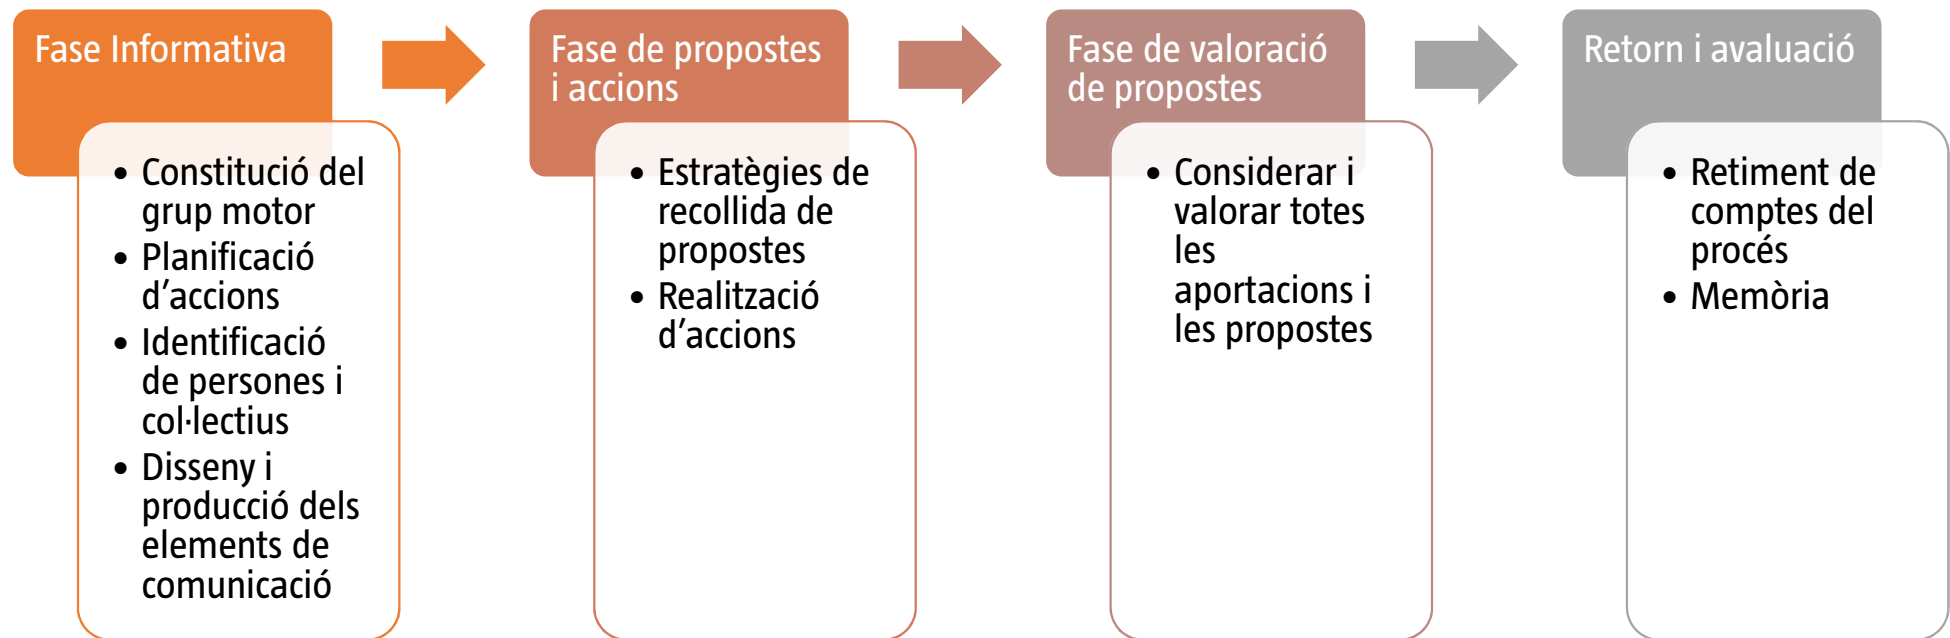 Fase Informativa
• Constitució del
grup motor
• Planificació
d’accions
• Identificació
de persones i
col·lectius
• Disseny i
producció dels
elements de
comunicació
Fase de propostes
i accions
• Estratègies de
recollida de
propostes
• Realització
d’accions
Fase de valoració
de propostes
• Considerar i
valorar totes
les
aportacions i
les propostes
Retorn i avaluació
• Retiment de
comptes del
procés
• Memòria